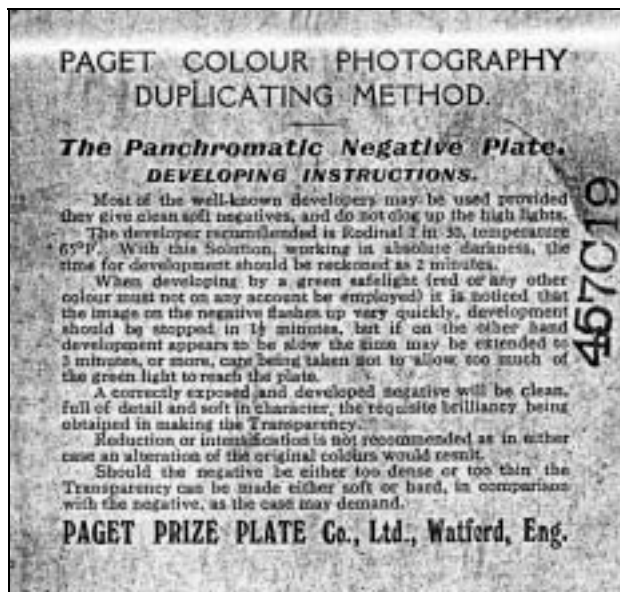 PAGET COLOUR PHOTOGRAPHY
DUPLICATING METHOD.
The Panchromatic Negative Plate.
DEVELOPING INSTRUCTIONS.
Most of the well-known developers may be used provided
they give clean soft negatives, and do not clog up the high lights.
The developer recommended is Rodinal 1 in 30, temperature
65°F. With this Solution, working in absolute darkness, the
time for development should be reckoned as 2 minutes.
When developing by a green safelight (red or any other
colour must not on any account be employed) it is noticed that
the image on the negative flashes up very quickly, development
should be stopped in 1½ minutes, but if on the other hand
development appears to be slow the time may be extended to
3 minutes, or more, care being taken not to allow too much of
the green light to reach the plate.
A correctly exposed and developed negative will be clean,
full of detail and soft in character, the requisite brilliancy being
obtained in making the Transparency.
Reduction or intensification is not recommended as in either
case an alteration of the original colours would result.
Should the negative be either too dense or too thin the
Transparency can be made either soft or hard, in comparison
with the negative, as the case may demand.
PAGET PRIZE PLATE Co., Ltd., Watford, Eng.
457C19